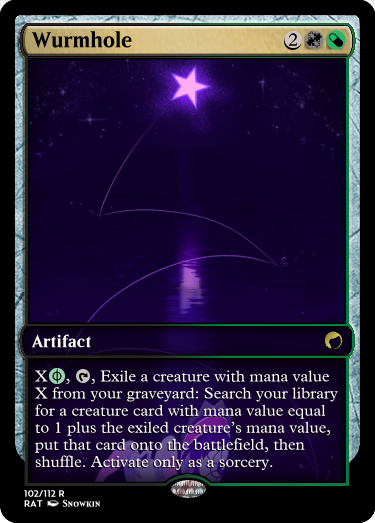 Wurmhole 2
Artifact
X, , Exile a creature with mana value
X from your graveyard: Search your library
for a creature card with mana value equal
to 1 plus the exiled creature's mana value,
put that card onto the battlefield, then
shuffle. Activate only as a sorcery.
102/112 R
RAT Snowkin